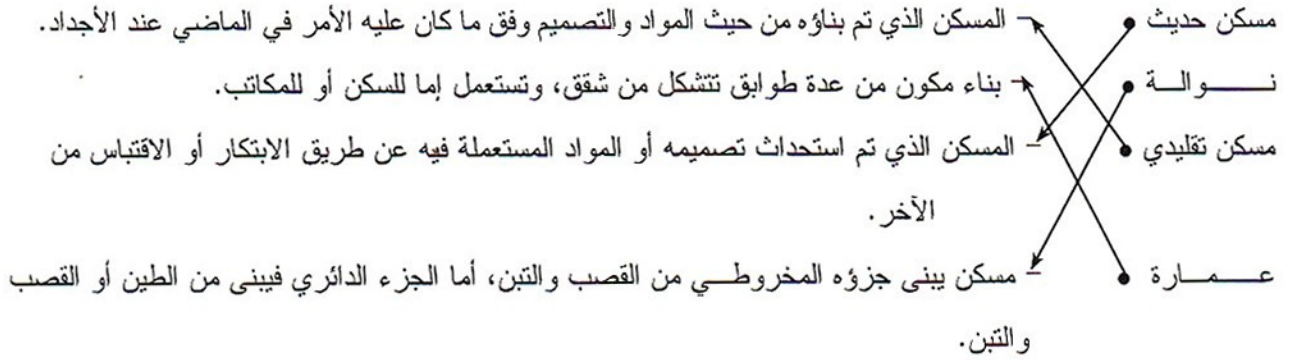 مسكن حديث - المسكن الذي تم بناؤه من حيث المواد والتصميم وفق ما كان عليه الأمر في الماضي عند الأجداد.
نــــوالــة - بناء مكون من عدة طوابق تتشكل من شقق، وتستعمل إما للسكن أو للمكاتب.
مسكن تقليدي - المسكن الذي تم استحداث تصميمه أو المواد المستعملة فيه عن طريق الابتكار أو الاقتباس من
الآخر.
عــــمــارة - مسكن يبنى جزؤه المخروطــي من القصب والتبن، أما الجزء الدائري فيبنى من الطين أو القصب
والتبن.